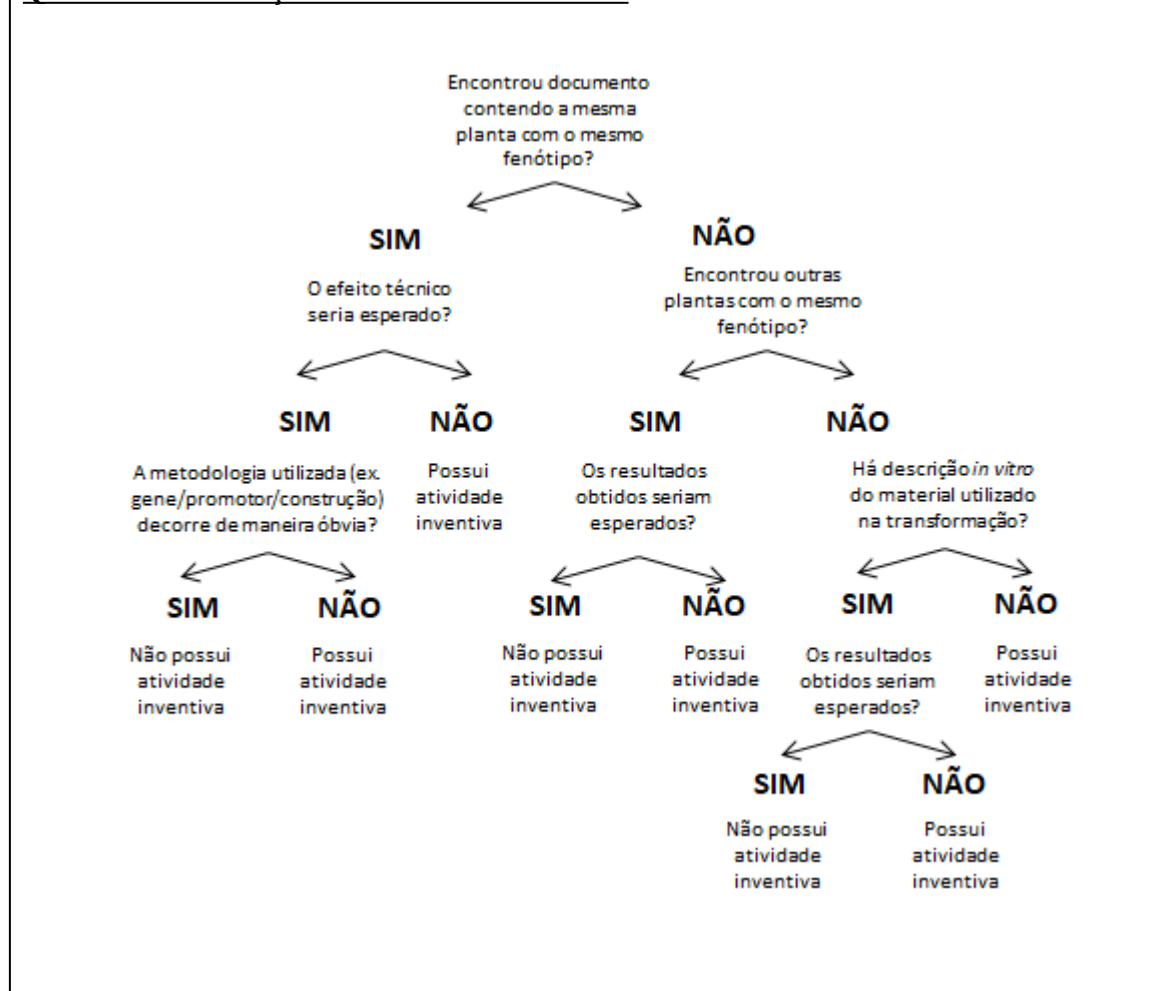 Encontrou documento
contendo a mesma
planta com o mesmo
fenótipo?
SIM
NÃO
O efeito técnico
seria esperado?
Encontrou outras
plantas com o mesmo
fenótipo?
SIM
NÃO
SIM
NÃO
A metodologia utilizada (ex.
gene/promotor/construção)
decorre de maneira óbvia?
Possui
atividade
inventiva
Os resultados
obtidos seriam
esperados?
Há descrição in vitro
do material utilizado
na transformação?
SIM
NÃO
SIM
NÃO
SIM
NÃO
Não possui
atividade
inventiva
Possui
atividade
inventiva
Não possui
atividade
inventiva
Possui
atividade
inventiva
Os resultados
obtidos seriam
esperados?
Possui
atividade
inventiva
SIM
NÃO
Não possui
atividade
inventiva
Possui
atividade
inventiva